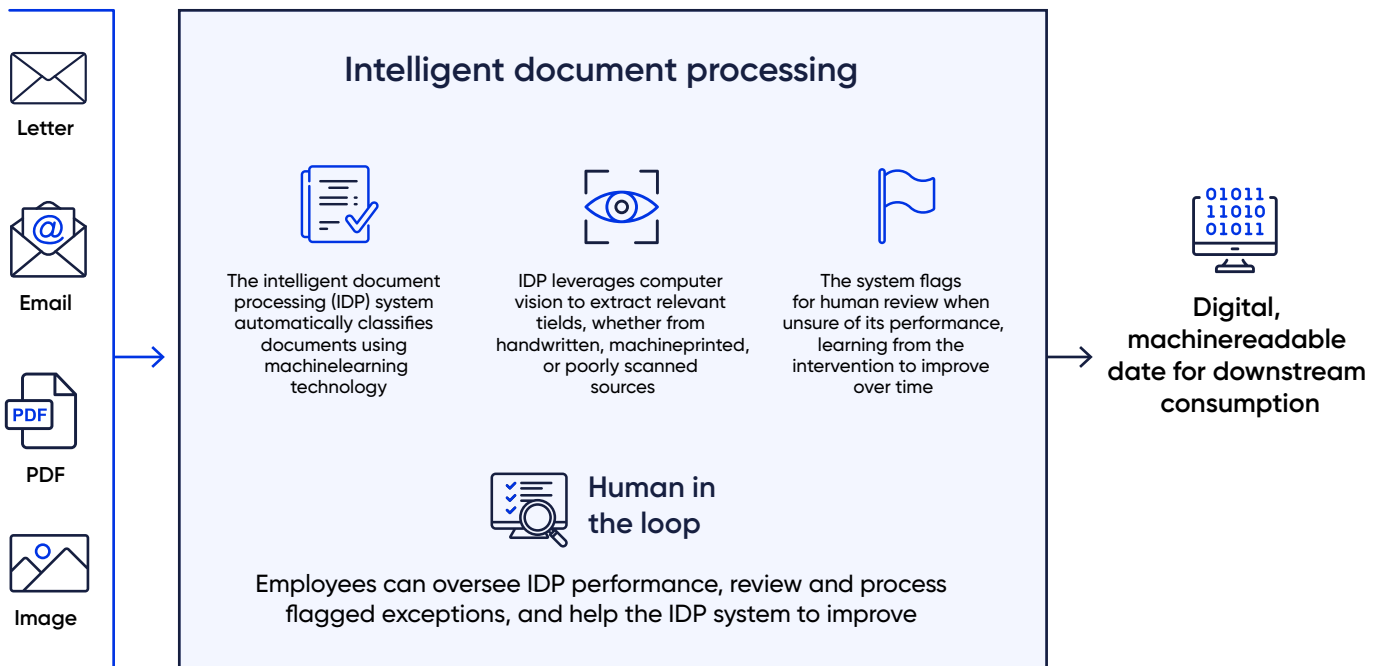 Letter
@
Email
PDF
PDF
Image
Intelligent document processing
The intelligent document
processing (IDP) system
automatically classifies
documents using
machinelearning
technology
IDP leverages computer
vision to extract relevant
tields, whether from
handwritten, machineprinted,
or poorly scanned
sources
The system flags
for human review when
unsure of its performance,
learning from the
intervention to improve
over time
Human in
the loop
Employees can oversee IDP performance, review and process
flagged exceptions, and help the IDP system to improve
01011
11010
01011
Digital,
machinereadable
date for downstream
consumption